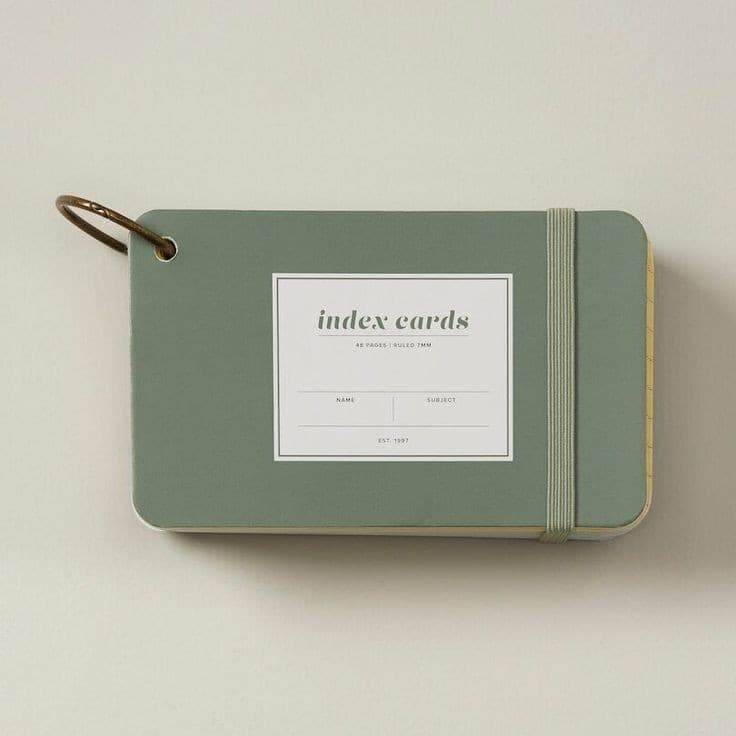 index cards
48 PAGES | RULED 7MM
NAME SUBJECT
EST. 1997